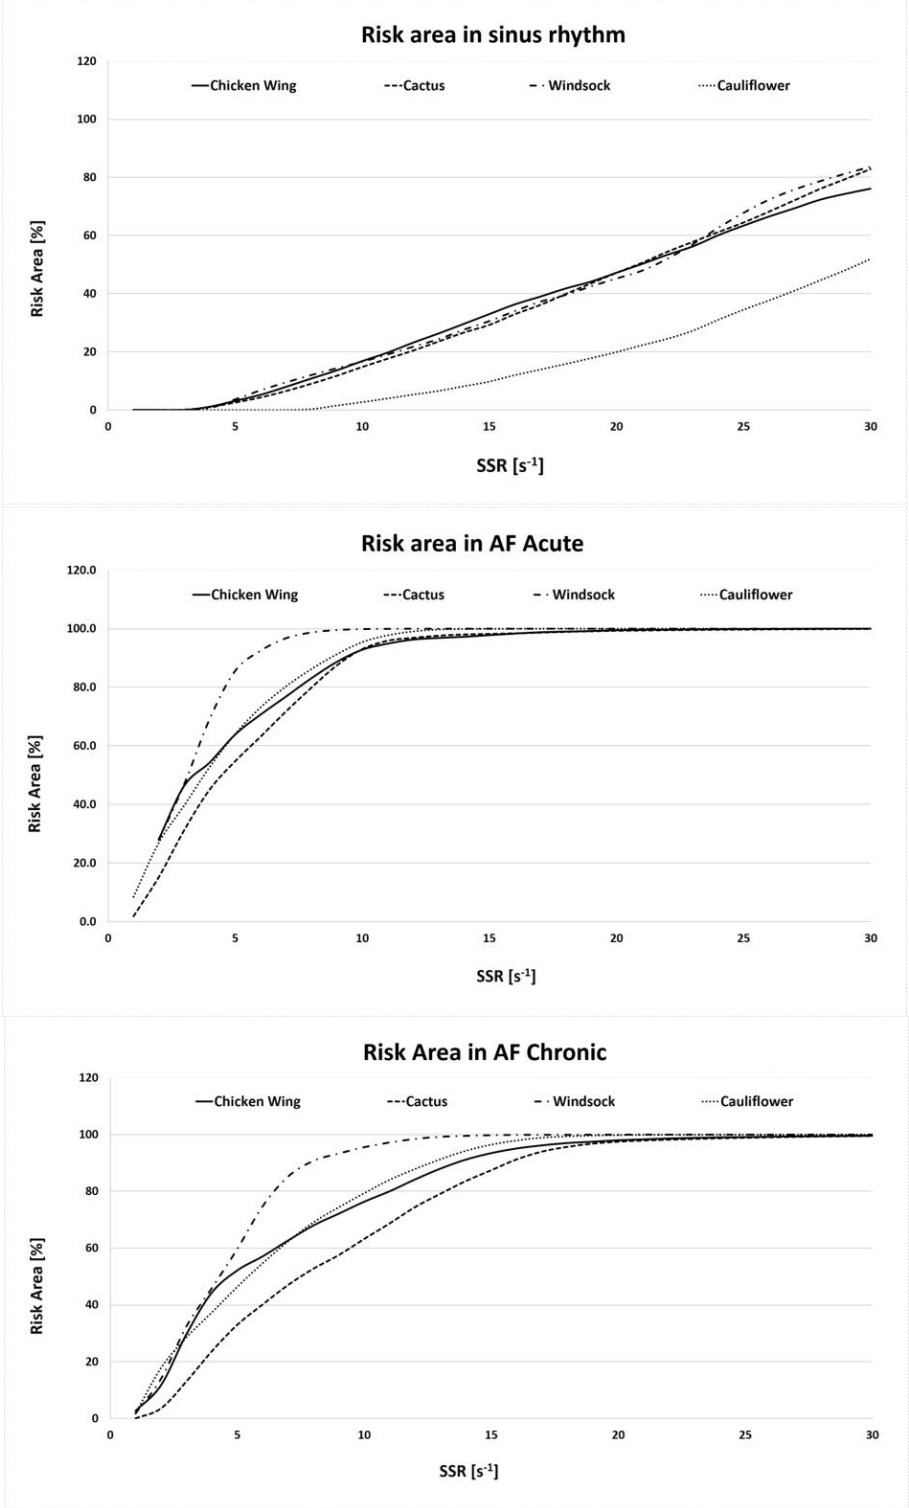 Risk area in sinus rhythm
120
Chicken Wing Cactus Windsock Cauliflower
100
80
60
40
20
0
Risk Area [%]
0 5 10 15 20 25 30
SSR [s-1]
Risk area in AF Acute
120.0
Chicken Wing Cactus Windsock Cauliflower
100.0
80.0
60.0
40.0
20.0
0.0
Risk Area [%]
0 5 10 15 20 25 30
SSR [s-1]
Risk Area in AF Chronic
120
Chicken Wing Cactus Windsock Cauliflower
100
80
60
40
20
0
Risk Area [%]
0 5 10 15 20 25 30
SSR [s-1]